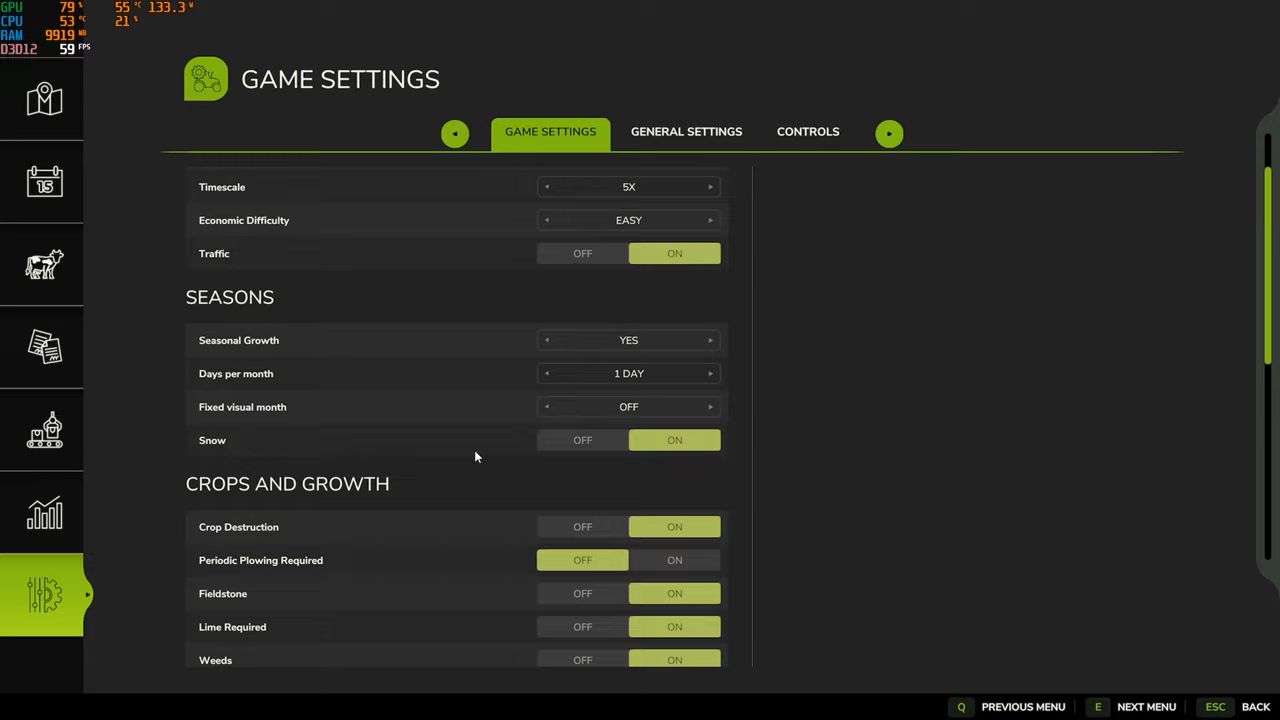 GPU 79 % 55 °C 133.3 W
CPU 53 °C 21 %
RAM 9919 MB
D3D12 59 FPS
GAME SETTINGS
GAME SETTINGS GENERAL SETTINGS CONTROLS
15
Timescale 5X
Economic Difficulty EASY
Traffic OFF ON
SEASONS
Seasonal Growth YES
Days per month 1 DAY
Fixed visual month OFF
Snow OFF ON
CROPS AND GROWTH
Crop Destruction OFF ON
Periodic Plowing Required OFF ON
Fieldstone OFF ON
Lime Required OFF ON
Weeds OFF ON
Q PREVIOUS MENU E NEXT MENU ESC BACK